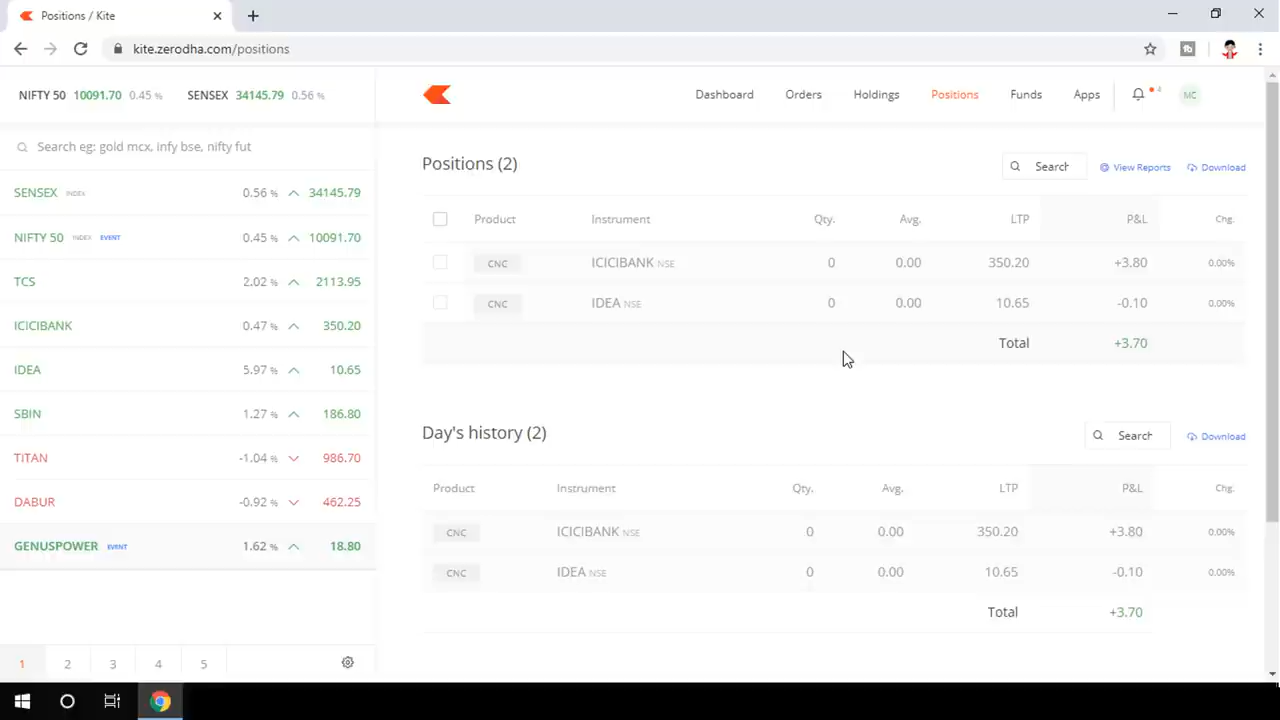 Positions / Kite
kite.zerodha.com/positions
NIFTY 50 10091.70 0.45 % SENSEX 34145.79 0.56 %
Dashboard Orders Holdings Positions Funds Apps 4 MC
Search eg: gold mcx, infy bse, nifty fut
SENSEX INDEX 0.56 % 34145.79
NIFTY 50 INDEX EVENT 0.45 % 10091.70
TCS 2.02 % 2113.95
ICICIBANK 0.47 % 350.20
IDEA 5.97 % 10.65
SBIN 1.27 % 186.80
TITAN -1.04 % 986.70
DABUR -0.92 % 462.25
GENUSPOWER EVENT 1.62 % 18.80
1 2 3 4 5
Positions (2) Search View Reports Download
Product Instrument Qty. Avg. LTP P&L Chg.
CNC ICICIBANK NSE 0 0.00 350.20 +3.80 0.00%
CNC IDEA NSE 0 0.00 10.65 -0.10 0.00%
Total +3.70
Day's history (2) Search Download
Product Instrument Qty. Avg. LTP P&L Chg.
CNC ICICIBANK NSE 0 0.00 350.20 +3.80 0.00%
CNC IDEA NSE 0 0.00 10.65 -0.10 0.00%
Total +3.70